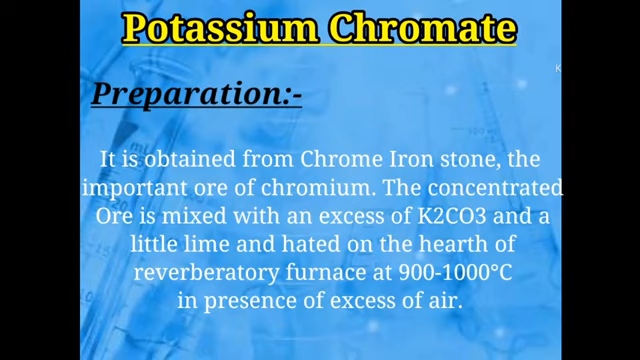 Potassium Chromate
K
Preparation:-
It is obtained from Chrome Iron stone, the
important ore of chromium. The concentrated
Ore is mixed with an excess of K2CO3 and a
little lime and hated on the hearth of
reverberatory furnace at 900-1000°C
in presence of excess of air.